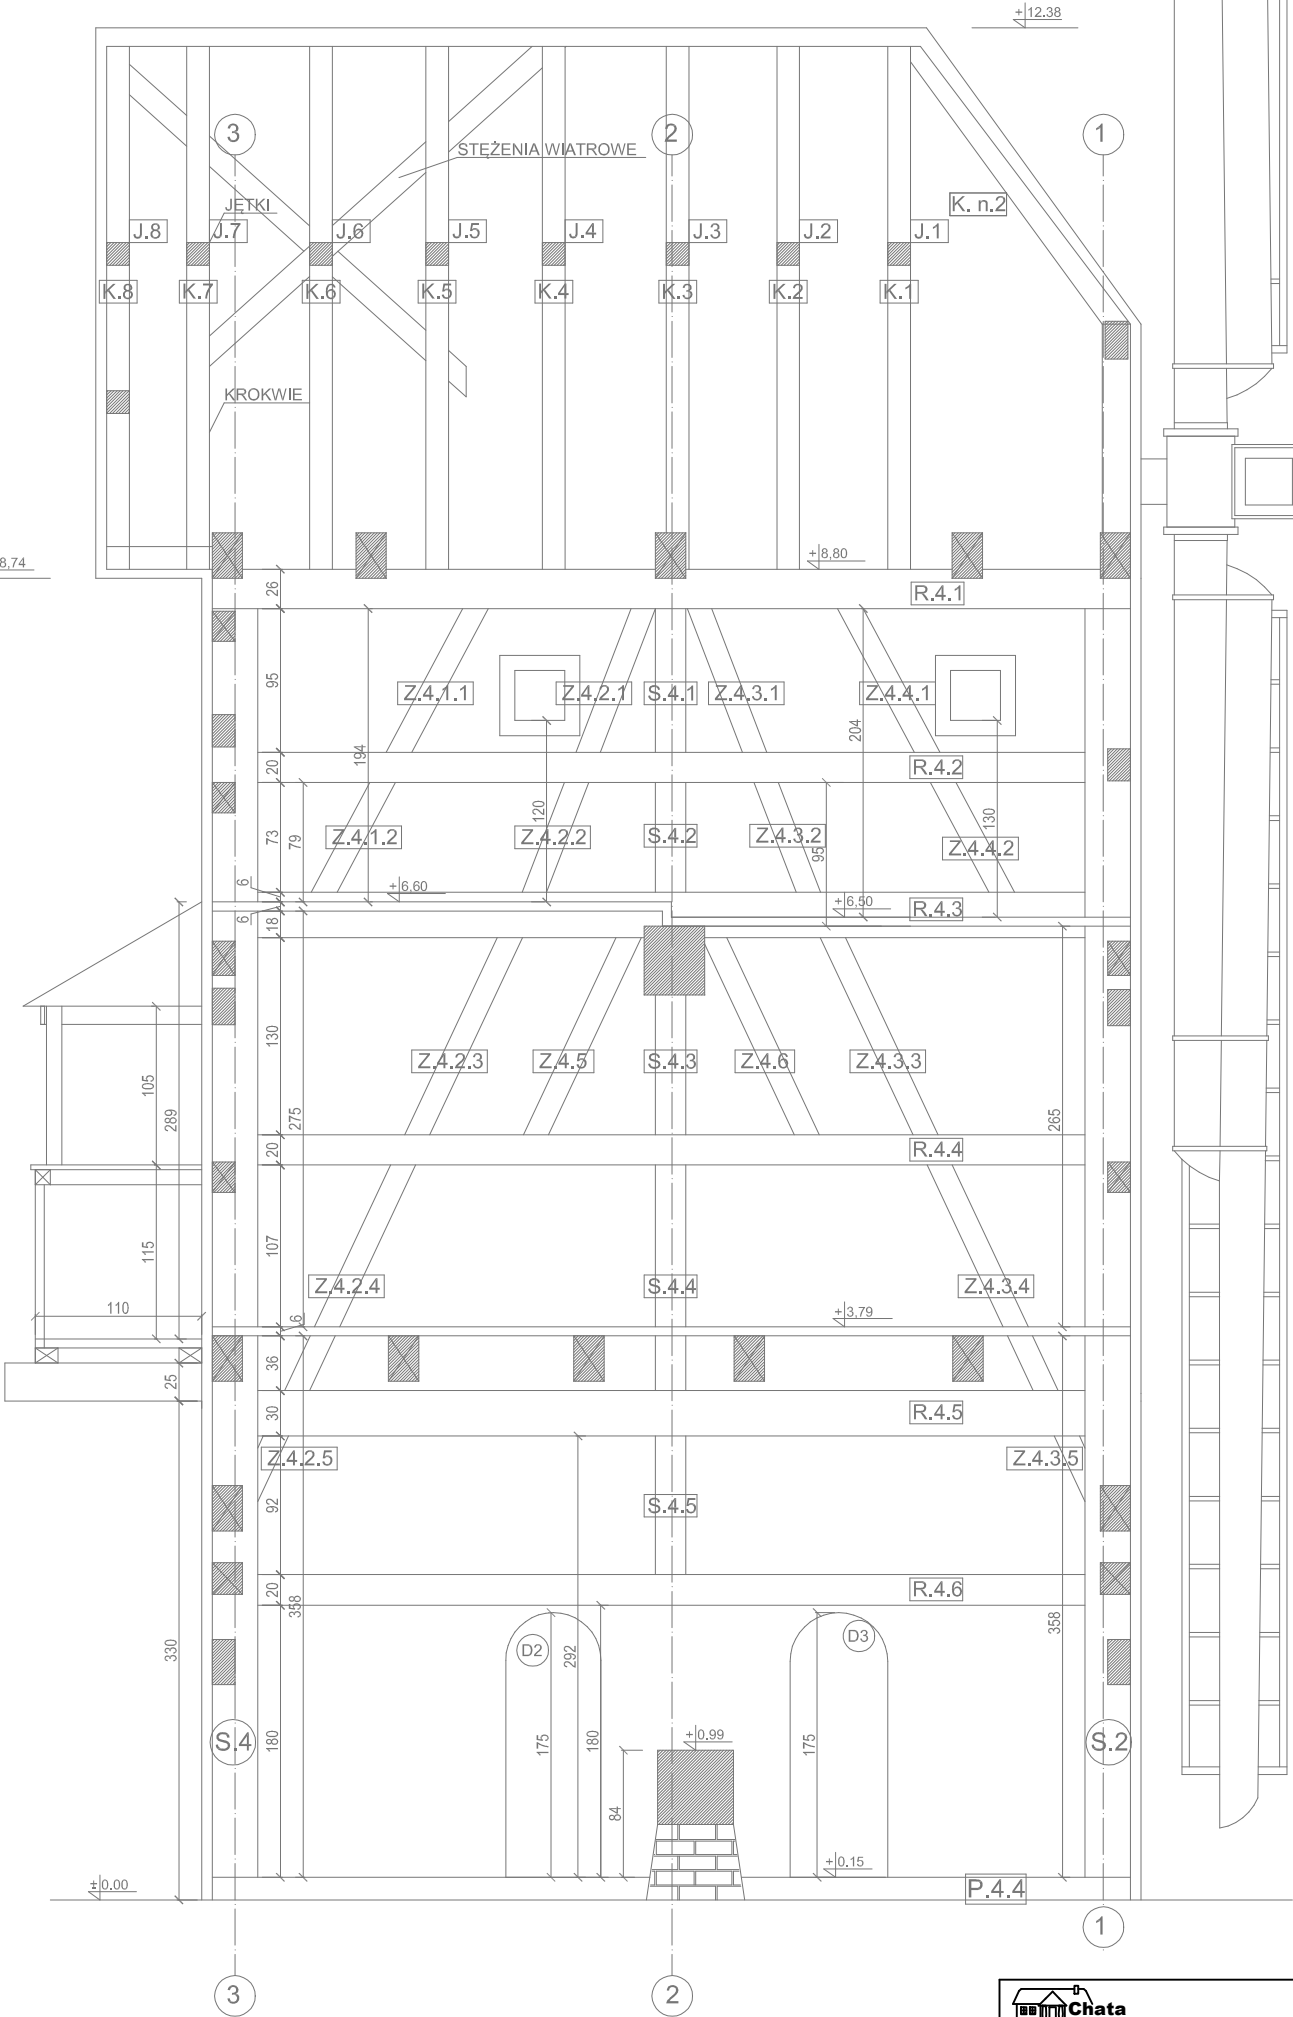 +12.38
3
2
1
STĘŻENIA WIATROWE
JĘTKI
K. n.2
J.8
J.7
J.6
J.5
J.4
J.3
J.2
J.1
K.8
K.7
K.6
K.5
K.4
K.3
K.2
K.1
KROKWIE
8,74
+8,80
26
R.4.1
95
Z.4.1.1
Z.4.2.1
S.4.1
Z.4.3.1
Z.4.4.1
194
204
20
R.4.2
73
79
120
130
Z.4.1.2
Z.4.2.2
S.4.2
Z.4.3.2
Z.4.4.2
95
6
+6,60
+6,50
R.4.3
6
18
130
Z.4.2.3
Z.4.5
S.4.3
Z.4.6
Z.4.3.3
105
289
275
265
20
R.4.4
107
115
Z.4.2.4
S.4.4
Z.4.3.4
110
6
+3,79
36
25
30
R.4.5
Z.4.2.5
Z.4.3.5
92
S.4.5
20
R.4.6
358
358
330
D2
D3
292
S.4
180
175
180
+0.99
175
S.2
84
+0.15
±0.00
P.4.4
1
3
2
Chata